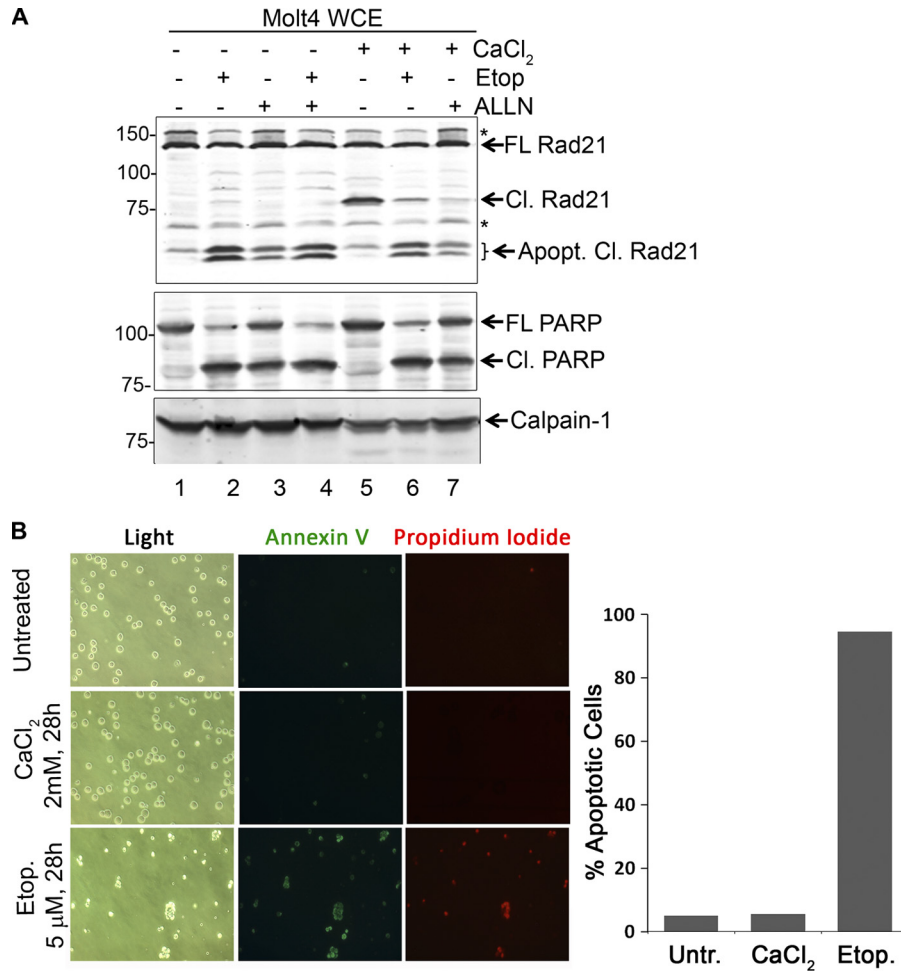 A
Molt4 WCE
- - - - + + + CaCl2
- + - + - + - Etop
- - + + - - + ALLN
150
*
FL Rad21
100
Cl. Rad21
75
*
} Apopt. Cl. Rad21
FL PARP
100
Cl. PARP
75-
Calpain-1
75
1 2 3 4 5 6 7
B
Light Annexin V Propidium Iodide
Untreated
CaCl2
2mM, 28h
Etop.
5 µM, 28h
% Apoptotic Cells
100
80
60
40
20
0
Untr. CaCl2 Etop.